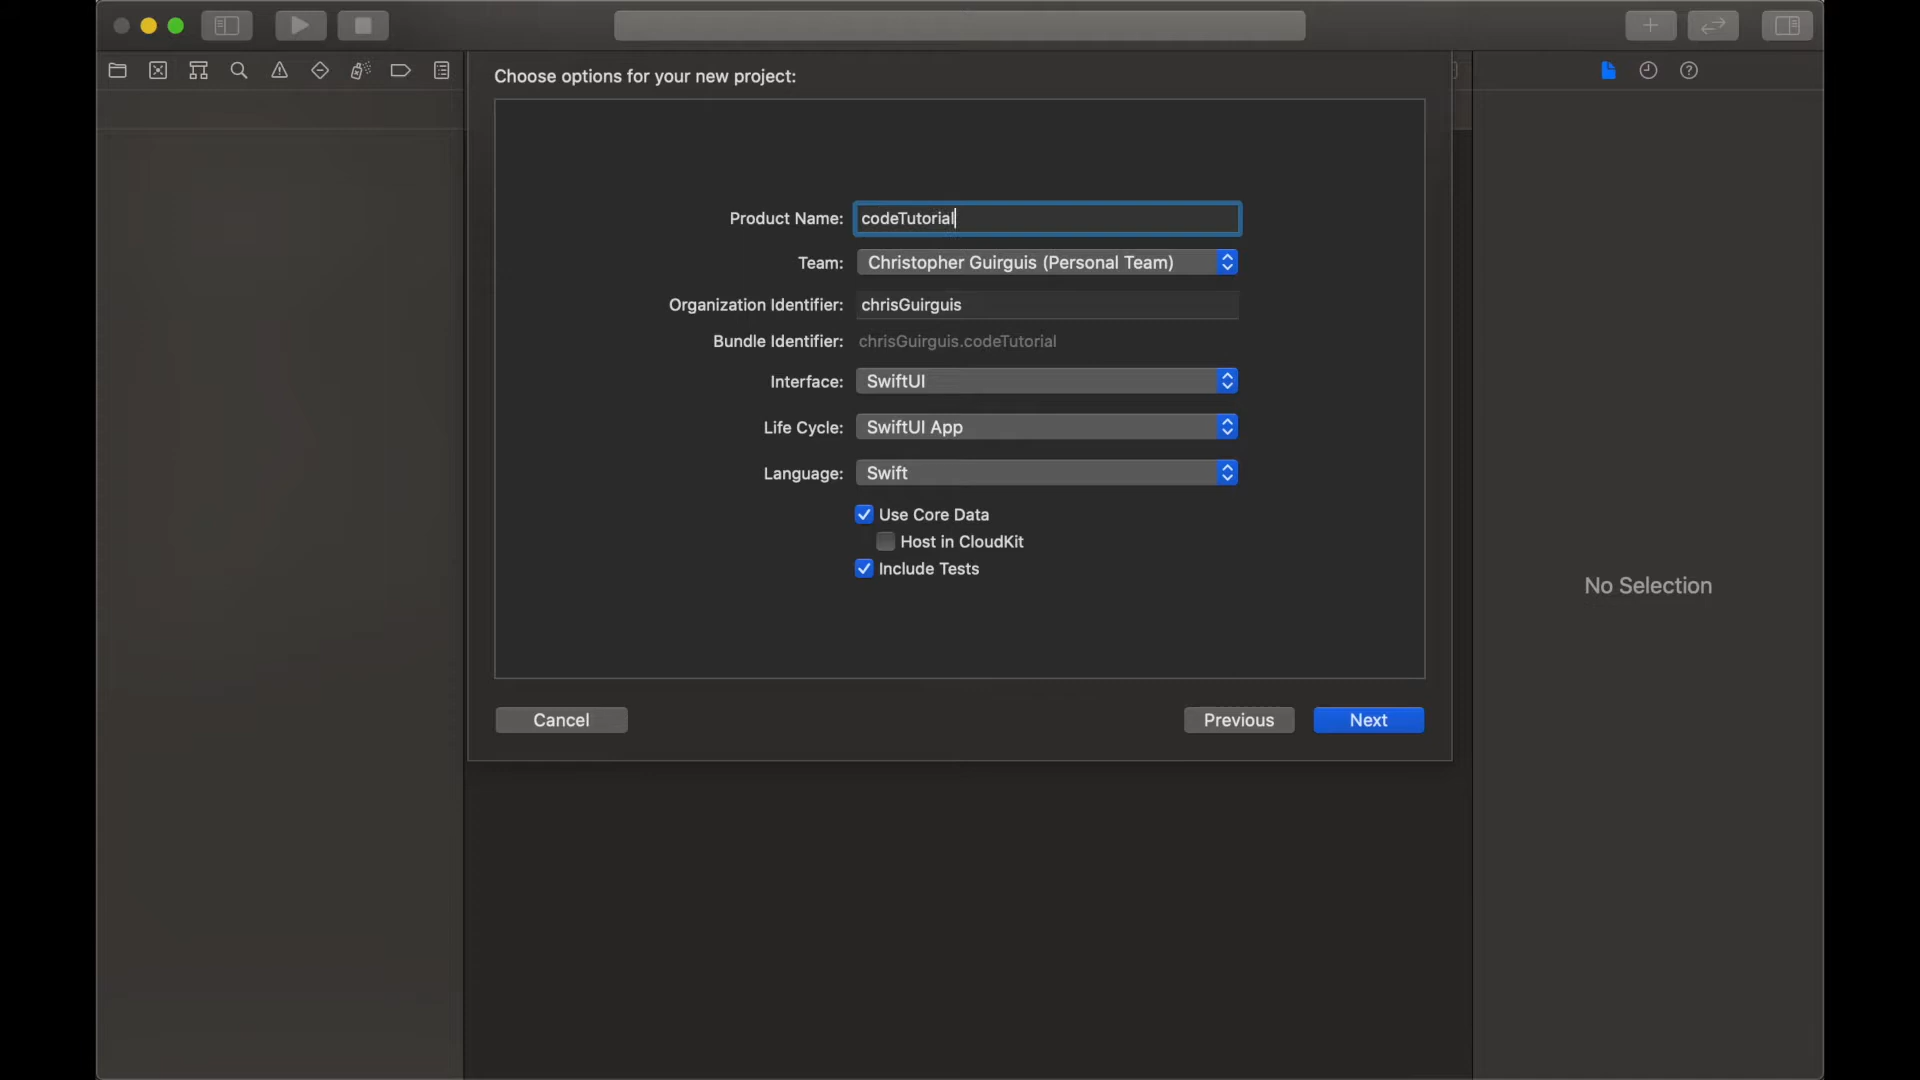 Choose options for your new project:
Product Name: codeTutorial
Team: Christopher Guirguis (Personal Team)
Organization Identifier: chrisGuirguis
Bundle Identifier: chrisGuirguis.codeTutorial
Interface: SwiftUI
Life Cycle: SwiftUI App
Language: Swift
Use Core Data
Host in CloudKit
Include Tests
No Selection
Cancel Previous Next